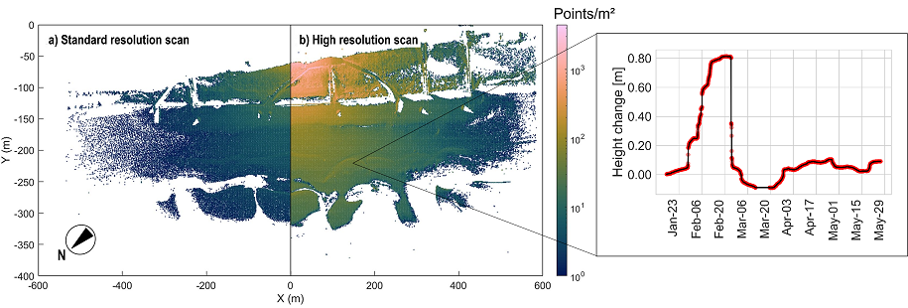 Points/m²
a) Standard resolution scan
b) High resolution scan
0
-50
-100
-150
-200
-250
-300
-350
-400
Y (m)
N
-600
-400
-200
0
200
400
600
X (m)
10³
10²
10¹
10⁰
Height change [m]
0.80
0.60
0.40
0.20
0.00
Jan-23
Feb-06
Feb-20
Mar-06
Mar-20
Apr-03
Apr-17
May-01
May-15
May-29